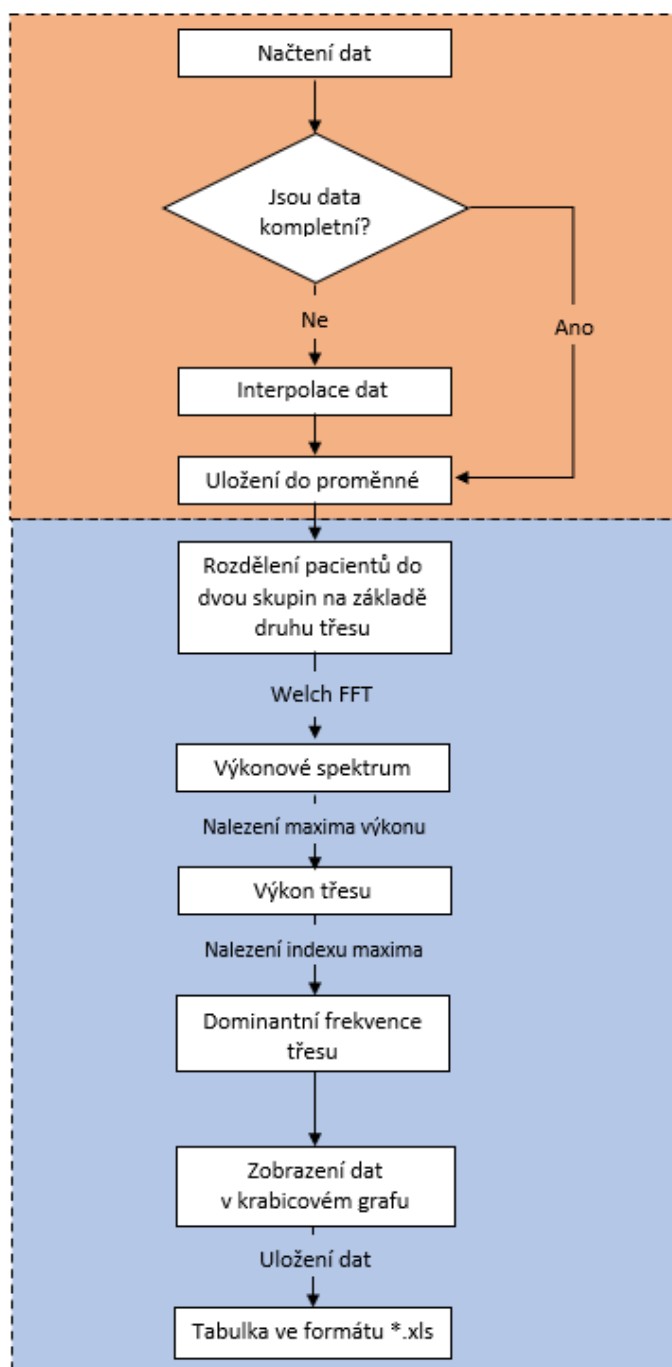 Načtení dat
Jsou data
kompletní?
Ne
Ano
Interpolace dat
Uložení do proměnné
Rozdělení pacientů do
dvou skupin na základě
druhu třesu
Welch FFT
Výkonové spektrum
Nalezení maxima výkonu
Výkon třesu
Nalezení indexu maxima
Dominantní frekvence
třesu
Zobrazení dat
v krabicovém grafu
Uložení dat
Tabulka ve formátu *.xls